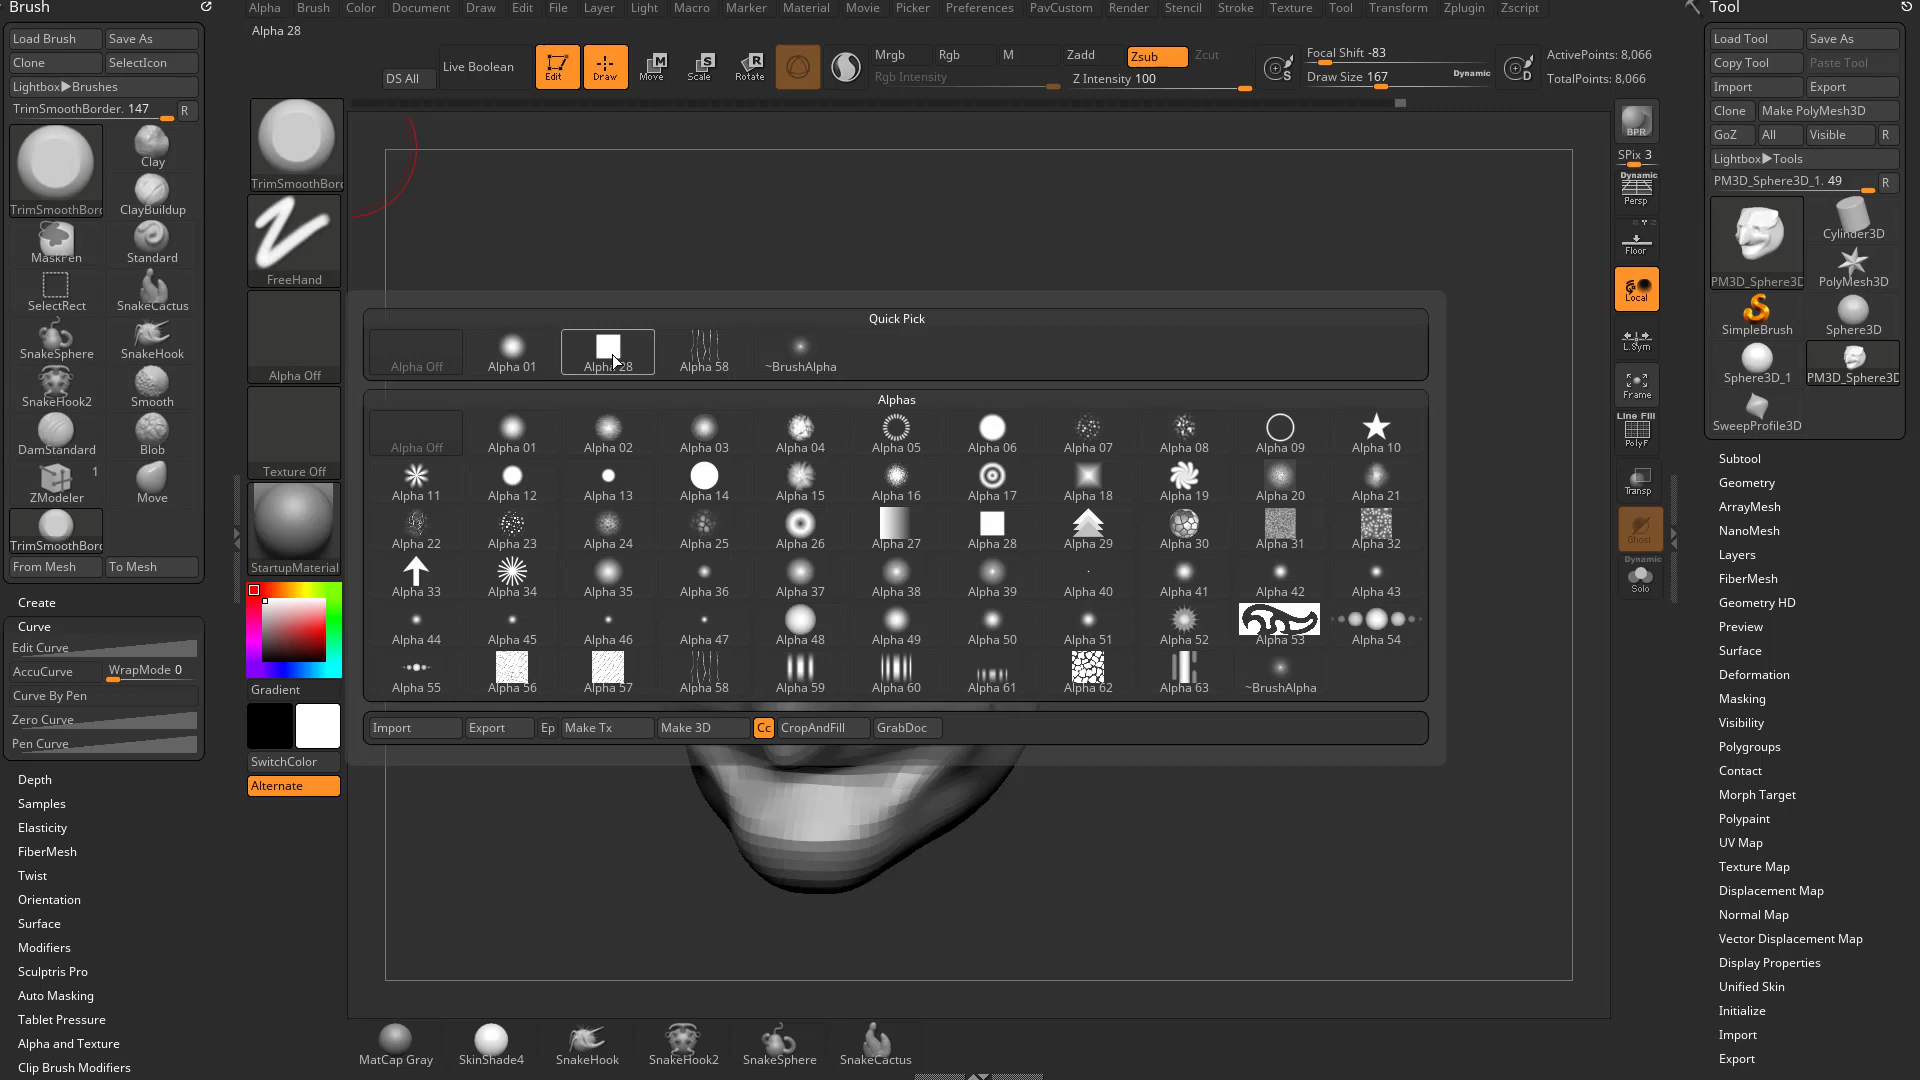 Brush
Load Brush
Save As
Clone
SelectIcon
Lightbox▶Brushes
TrimSmoothBorder. 147
R
TrimSmoothBord
Clay
ClayBuildup
MaskPen
Standard
SelectRect
SnakeCactus
SnakeSphere
SnakeHook
SnakeHook2
Smooth
DamStandard
Blob
ZModeler
1
Move
TrimSmoothBord
From Mesh
To Mesh
Create
Curve
Edit Curve
AccuCurve
WrapMode 0
Curve By Pen
Zero Curve
Pen Curve
Depth
Samples
Elasticity
FiberMesh
Twist
Orientation
Surface
Modifiers
Sculptris Pro
Auto Masking
Tablet Pressure
Alpha and Texture
Clip Brush Modifiers
Alpha Brush Color Document Draw Edit File Layer Light Macro Marker Material Movie Picker Preferences PavCustom Render Stencil Stroke Texture Tool Transform Zplugin Zscript
Alpha 28
DS All
Live Boolean
Edit
Draw
Move
Scale
Rotate
Mrgb
Rgb
M
Rgb Intensity
Zadd
Zsub
Zcut
Z Intensity 100
S
Focal Shift -83
Draw Size 167
Dynamic
D
ActivePoints: 8,066
TotalPoints: 8,066
TrimSmoothBord
FreeHand
Alpha Off
Texture Off
StartupMaterial
Gradient
SwitchColor
Alternate
Quick Pick
Alpha Off
Alpha 01
Alpha 28
Alpha 58
~BrushAlpha
Alphas
Alpha Off Alpha 01 Alpha 02 Alpha 03 Alpha 04 Alpha 05 Alpha 06 Alpha 07 Alpha 08 Alpha 09 Alpha 10
Alpha 11 Alpha 12 Alpha 13 Alpha 14 Alpha 15 Alpha 16 Alpha 17 Alpha 18 Alpha 19 Alpha 20 Alpha 21
Alpha 22 Alpha 23 Alpha 24 Alpha 25 Alpha 26 Alpha 27 Alpha 28 Alpha 29 Alpha 30 Alpha 31 Alpha 32
Alpha 33 Alpha 34 Alpha 35 Alpha 36 Alpha 37 Alpha 38 Alpha 39 Alpha 40 Alpha 41 Alpha 42 Alpha 43
Alpha 44 Alpha 45 Alpha 46 Alpha 47 Alpha 48 Alpha 49 Alpha 50 Alpha 51 Alpha 52 Alpha 53 Alpha 54
Alpha 55 Alpha 56 Alpha 57 Alpha 58 Alpha 59 Alpha 60 Alpha 61 Alpha 62 Alpha 63 ~BrushAlpha
Import Export Ep Make Tx Make 3D Cc CropAndFill GrabDoc
MatCap Gray
SkinShade4
SnakeHook
SnakeHook2
SnakeSphere
SnakeCactus
BPR
SPix 3
Dynamic
Persp
Floor
Local
L.Sym
Frame
Line Fill
PolyF
Transp
Ghost
Dynamic
Solo
Tool
Load Tool
Save As
Copy Tool
Paste Tool
Import
Export
Clone
Make PolyMesh3D
GoZ
All
Visible
R
Lightbox▶Tools
PM3D_Sphere3D_1. 49
R
PM3D_Sphere3D
Cylinder3D
PolyMesh3D
SimpleBrush
Sphere3D
Sphere3D_1
PM3D_Sphere3D
SweepProfile3D
Subtool
Geometry
ArrayMesh
NanoMesh
Layers
FiberMesh
Geometry HD
Preview
Surface
Deformation
Masking
Visibility
Polygroups
Contact
Morph Target
Polypaint
UV Map
Texture Map
Displacement Map
Normal Map
Vector Displacement Map
Display Properties
Unified Skin
Initialize
Import
Export